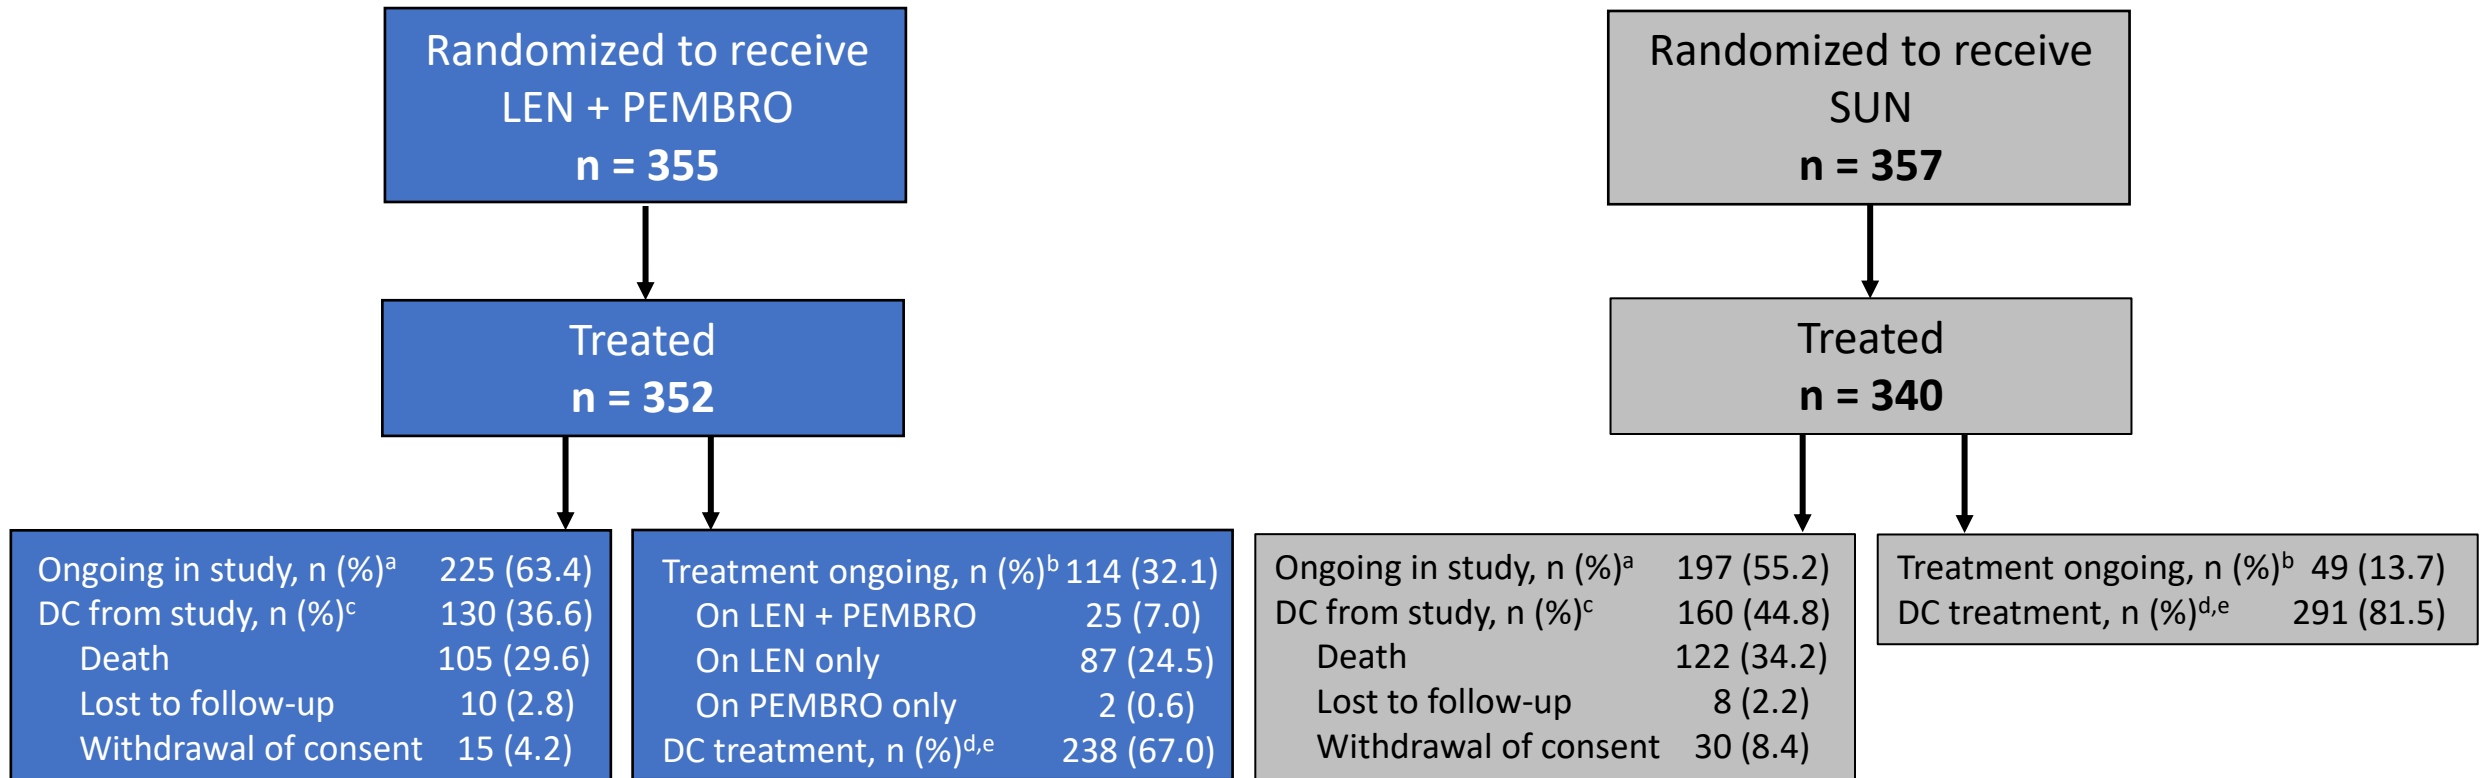 Randomized to receive
LEN + PEMBRO
n = 355
Treated
n = 352
Ongoing in study, n (%)ᵃ 225 (63.4)
DC from study, n (%)ᶜ 130 (36.6)
Death 105 (29.6)
Lost to follow-up 10 (2.8)
Withdrawal of consent 15 (4.2)
Treatment ongoing, n (%)ᵇ 114 (32.1)
On LEN + PEMBRO 25 (7.0)
On LEN only 87 (24.5)
On PEMBRO only 2 (0.6)
DC treatment, n (%)ᵈ,ᵉ 238 (67.0)
Randomized to receive
SUN
n = 357
Treated
n = 340
Ongoing in study, n (%)ᵃ 197 (55.2)
DC from study, n (%)ᶜ 160 (44.8)
Death 122 (34.2)
Lost to follow-up 8 (2.2)
Withdrawal of consent 30 (8.4)
Treatment ongoing, n (%)ᵇ 49 (13.7)
DC treatment, n (%)ᵈ,ᵉ 291 (81.5)